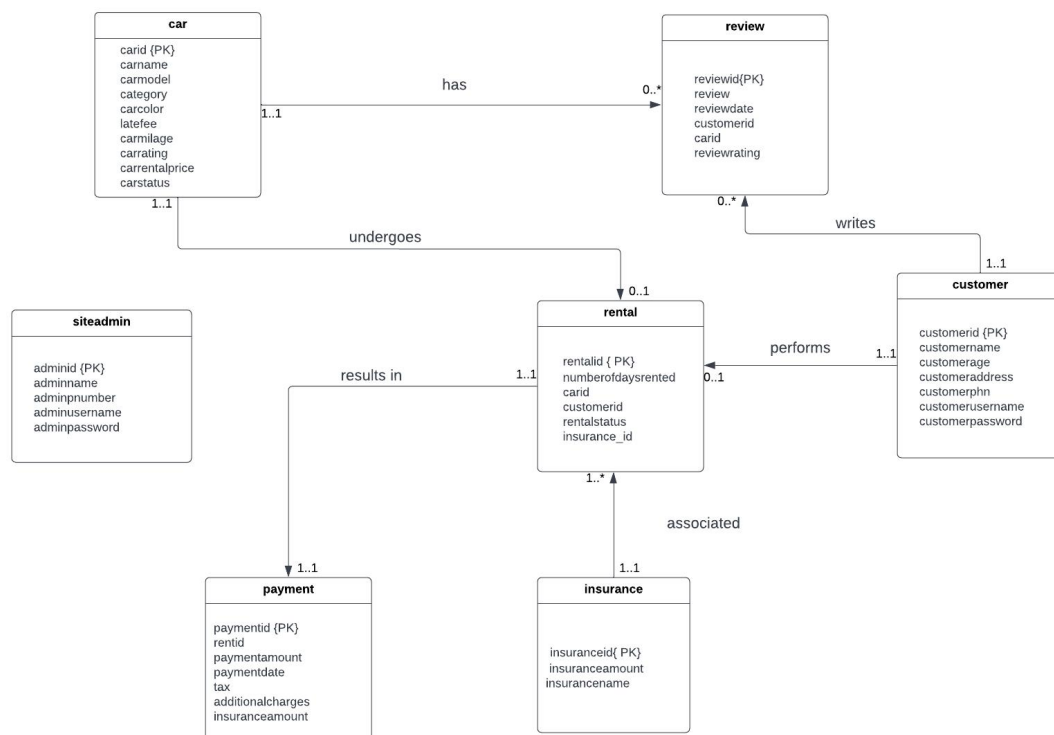 car
carid {PK}
carname
carmodel
category
carcolor
latefee
carmilage
carrating
carrentalprice
carstatus
review
reviewid{PK}
review
reviewdate
customerid
carid
reviewrating
has
1..1
0..*
1..1
undergoes
0..1
0..*
writes
1..1
siteadmin
adminid {PK}
adminname
adminpnumber
adminusername
adminpassword
rental
rentalid { PK}
numberofdaysrented
carid
customerid
rentalstatus
insurance_id
customer
customerid {PK}
customername
customerage
customeraddress
customerphn
customerusername
customerpassword
performs
1..1
0..1
results in
1..1
1..1
1..*
associated
1..1
payment
paymentid {PK}
rentid
paymentamount
paymentdate
tax
additionalcharges
insuranceamount
insurance
insuranceid{ PK}
insuranceamount
insurancename